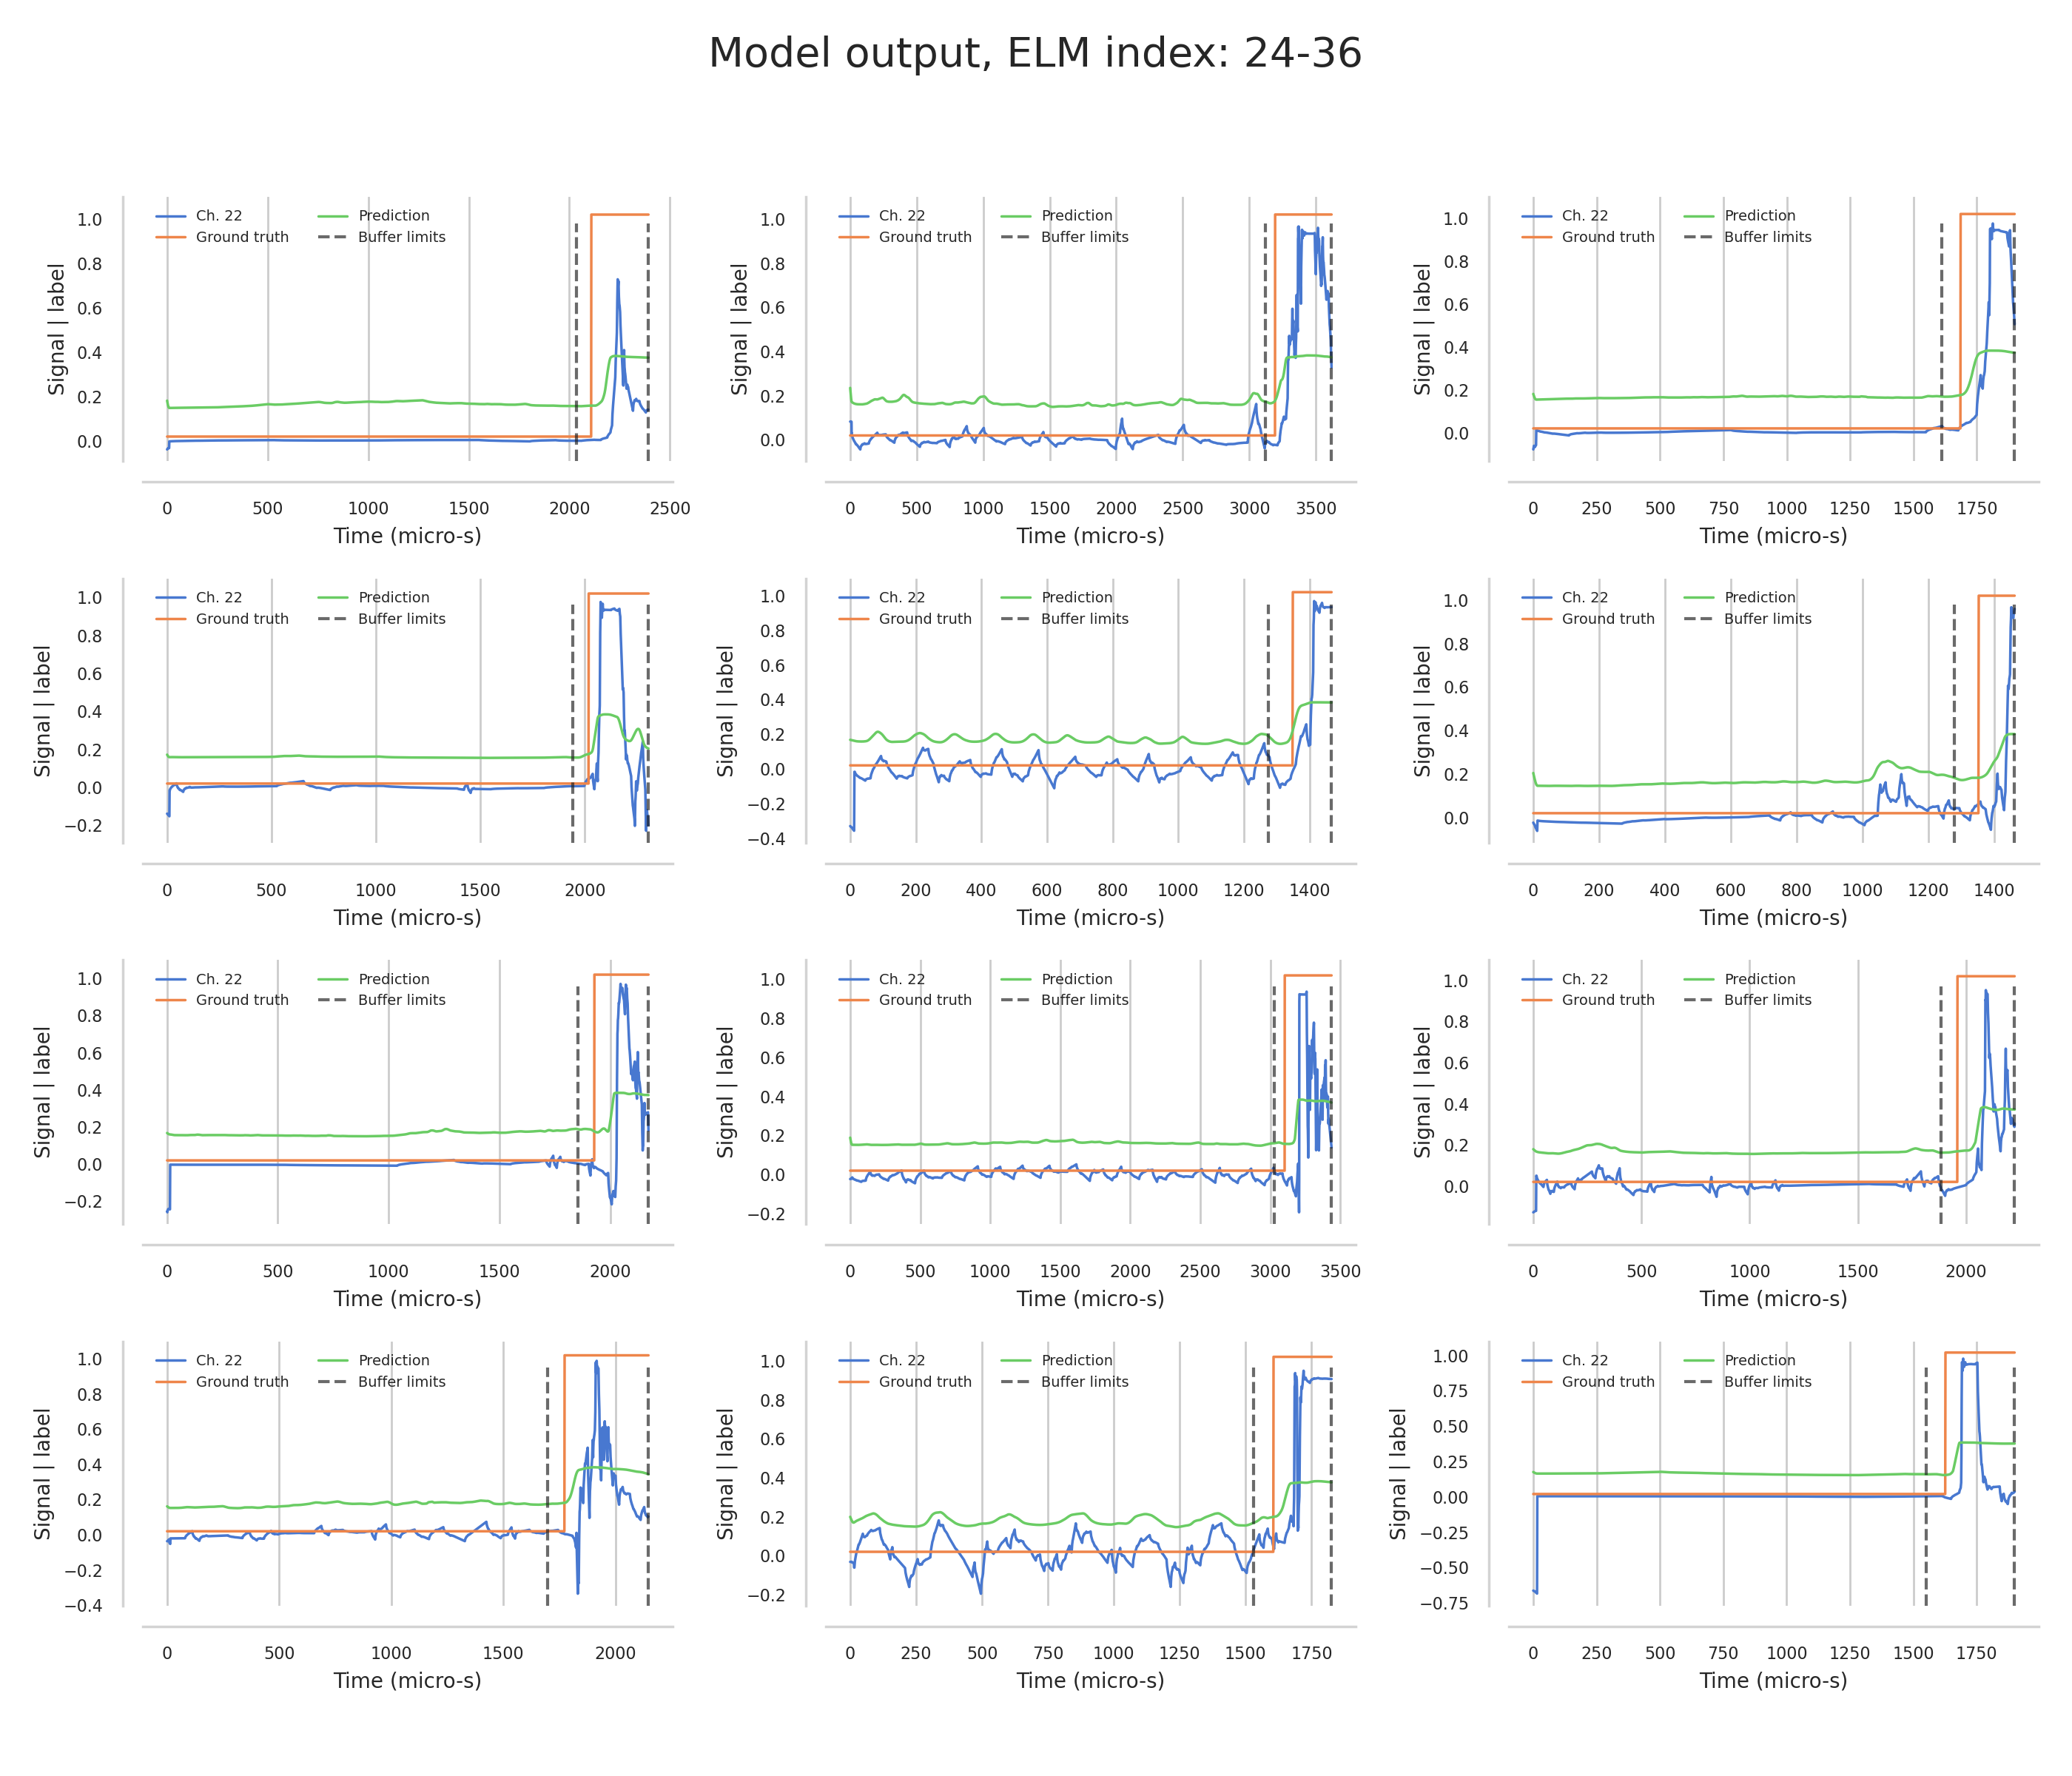 Model output, ELM index: 24-36
Ch. 22 Prediction
Ground truth Buffer limits
1.0
0.8
0.6
0.4
0.2
0.0
Signal | label
0 500 1000 1500 2000 2500
Time (micro-s)
Ch. 22 Prediction
Ground truth Buffer limits
1.0
0.8
0.6
0.4
0.2
0.0
Signal | label
0 500 1000 1500 2000 2500 3000 3500
Time (micro-s)
Ch. 22 Prediction
Ground truth Buffer limits
1.0
0.8
0.6
0.4
0.2
0.0
Signal | label
0 250 500 750 1000 1250 1500 1750
Time (micro-s)
Ch. 22 Prediction
Ground truth Buffer limits
1.0
0.8
0.6
0.4
0.2
0.0
−0.2
Signal | label
0 500 1000 1500 2000
Time (micro-s)
Ch. 22 Prediction
Ground truth Buffer limits
1.0
0.8
0.6
0.4
0.2
0.0
−0.2
−0.4
Signal | label
0 200 400 600 800 1000 1200 1400
Time (micro-s)
Ch. 22 Prediction
Ground truth Buffer limits
1.0
0.8
0.6
0.4
0.2
0.0
Signal | label
0 200 400 600 800 1000 1200 1400
Time (micro-s)
Ch. 22 Prediction
Ground truth Buffer limits
1.0
0.8
0.6
0.4
0.2
0.0
−0.2
Signal | label
0 500 1000 1500 2000
Time (micro-s)
Ch. 22 Prediction
Ground truth Buffer limits
1.0
0.8
0.6
0.4
0.2
0.0
−0.2
Signal | label
0 500 1000 1500 2000 2500 3000 3500
Time (micro-s)
Ch. 22 Prediction
Ground truth Buffer limits
1.0
0.8
0.6
0.4
0.2
0.0
Signal | label
0 500 1000 1500 2000
Time (micro-s)
Ch. 22 Prediction
Ground truth Buffer limits
1.0
0.8
0.6
0.4
0.2
0.0
−0.2
−0.4
Signal | label
0 500 1000 1500 2000
Time (micro-s)
Ch. 22 Prediction
Ground truth Buffer limits
1.0
0.8
0.6
0.4
0.2
0.0
−0.2
Signal | label
0 250 500 750 1000 1250 1500 1750
Time (micro-s)
Ch. 22 Prediction
Ground truth Buffer limits
1.00
0.75
0.50
0.25
0.00
−0.25
−0.50
−0.75
Signal | label
0 250 500 750 1000 1250 1500 1750
Time (micro-s)